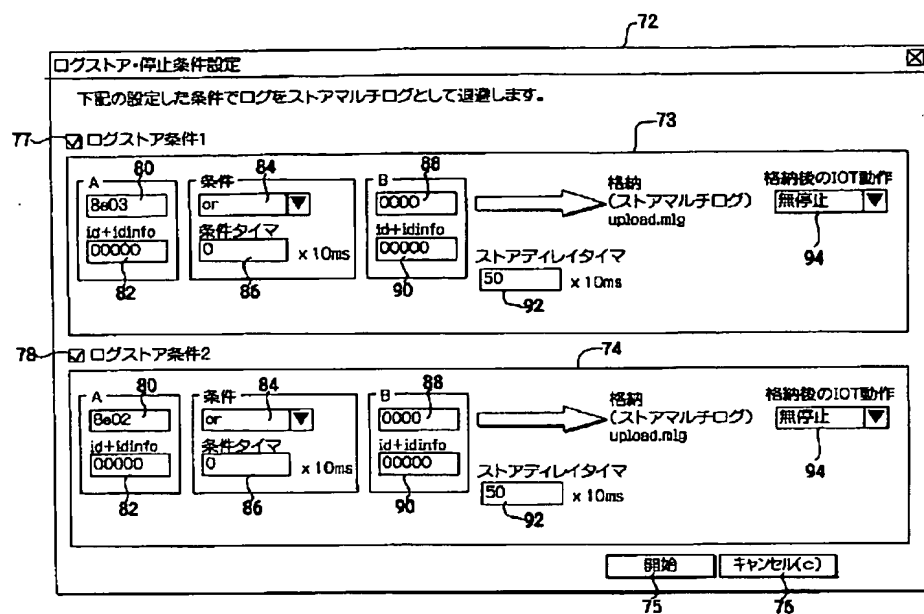 72
ログストア・停止条件設定
下記の設定した条件でログをストアマルチログとして退避します。
73
77 ログストア条件1
A 80 条件 84 B 88 格納 格納後のIOT動作
8e03 or 0000 (ストアマルチログ) 無停止
upload.mlg
id+idinfo 条件タイマ id+idinfo
00000 0 x 10ms 00000 ストアディレイタイマ 94
82 86 90 50 x 10ms
92
78 ログストア条件2 74
A 80 条件 84 B 88 格納 格納後のIOT動作
8e02 or 0000 (ストアマルチログ) 無停止
upload.mlg
id+idinfo 条件タイマ id+idinfo
00000 0 x 10ms 00000 ストアディレイタイマ 94
82 86 90 50 x 10ms
92
開始 キャンセル(c)
75 76